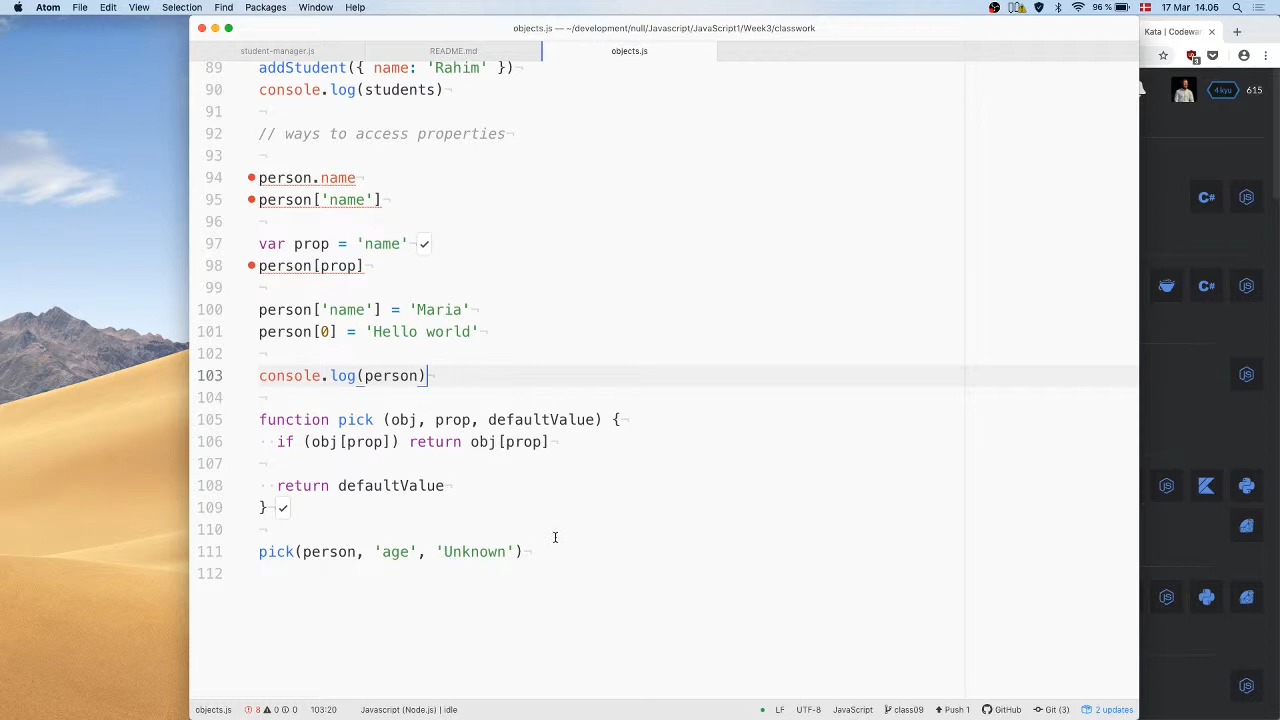 Atom File Edit View Selection Find Packages Window Help 96 % 17 Mar 14.06
objects.js — ~/development/null/Javascript/JavaScript1/Week3/classwork
student-manager.js README.md objects.js
Kata | Codewar
4 kyu 615
89 addStudent({ name: 'Rahim' })
90 console.log(students)
91
92 // ways to access properties
93
94 person.name
95 person['name']
96
97 var prop = 'name'
98 person[prop]
99
100 person['name'] = 'Maria'
101 person[0] = 'Hello world'
102
103 console.log(person)
104
105 function pick (obj, prop, defaultValue) {
106 if (obj[prop]) return obj[prop]
107
108 return defaultValue
109 }
110
111 pick(person, 'age', 'Unknown')
112
C#
C#
objects.js 8 0 0 103:20 Javascript (Node.js) | idle LF UTF-8 JavaScript class09 Push 1 GitHub Git (3) 2 updates